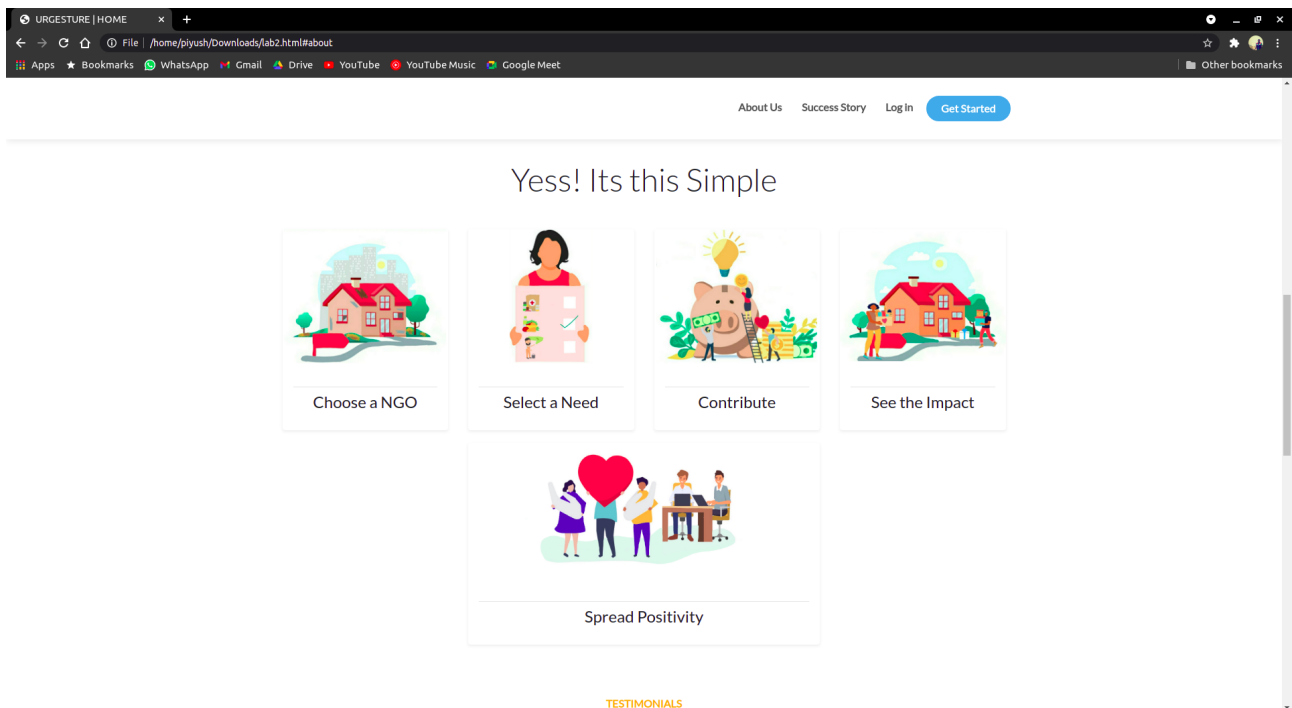 URGESTURE | HOME
File /home/piyush/Downloads/lab2.html#about
Apps Bookmarks WhatsApp Gmail Drive YouTube YouTube Music Google Meet Other bookmarks
About Us Success Story Log in Get Started
Yess! Its this Simple
Choose a NGO Select a Need Contribute See the Impact
Spread Positivity
TESTIMONIALS